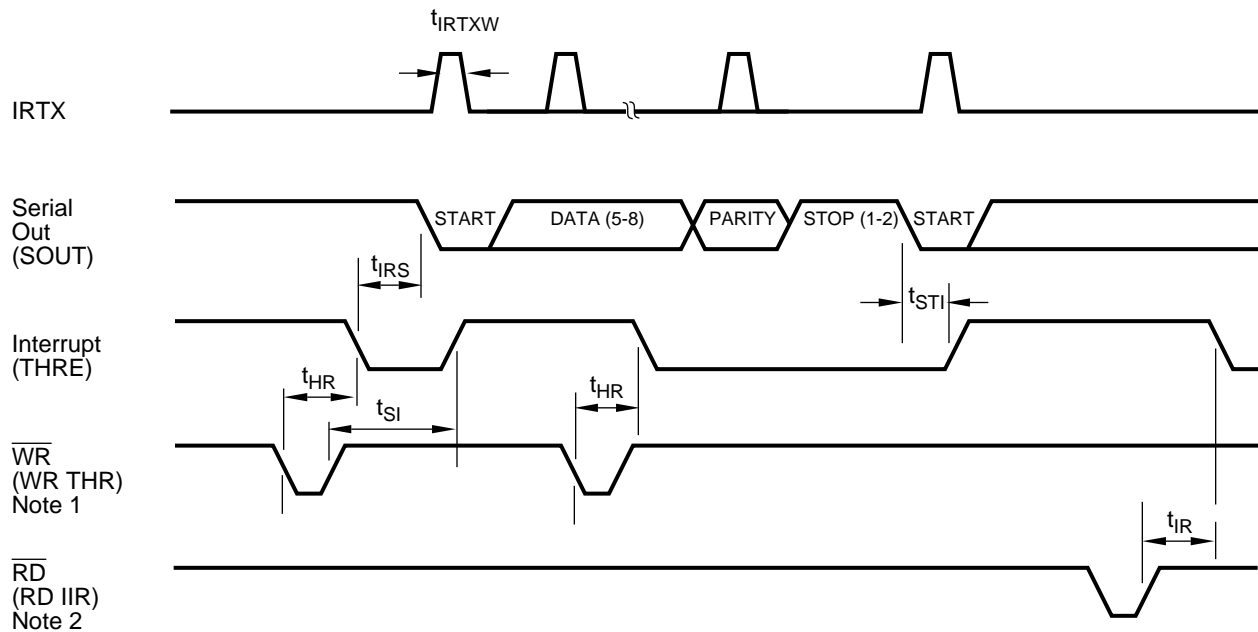 tIRTXW
IRTX
Serial
Out
(SOUT)
START DATA (5-8) PARITY STOP (1-2) START
tIRS
tSTI
Interrupt
(THRE)
tHR
tSI
tHR
WR
(WR THR)
Note 1
tIR
RD
(RD IIR)
Note 2